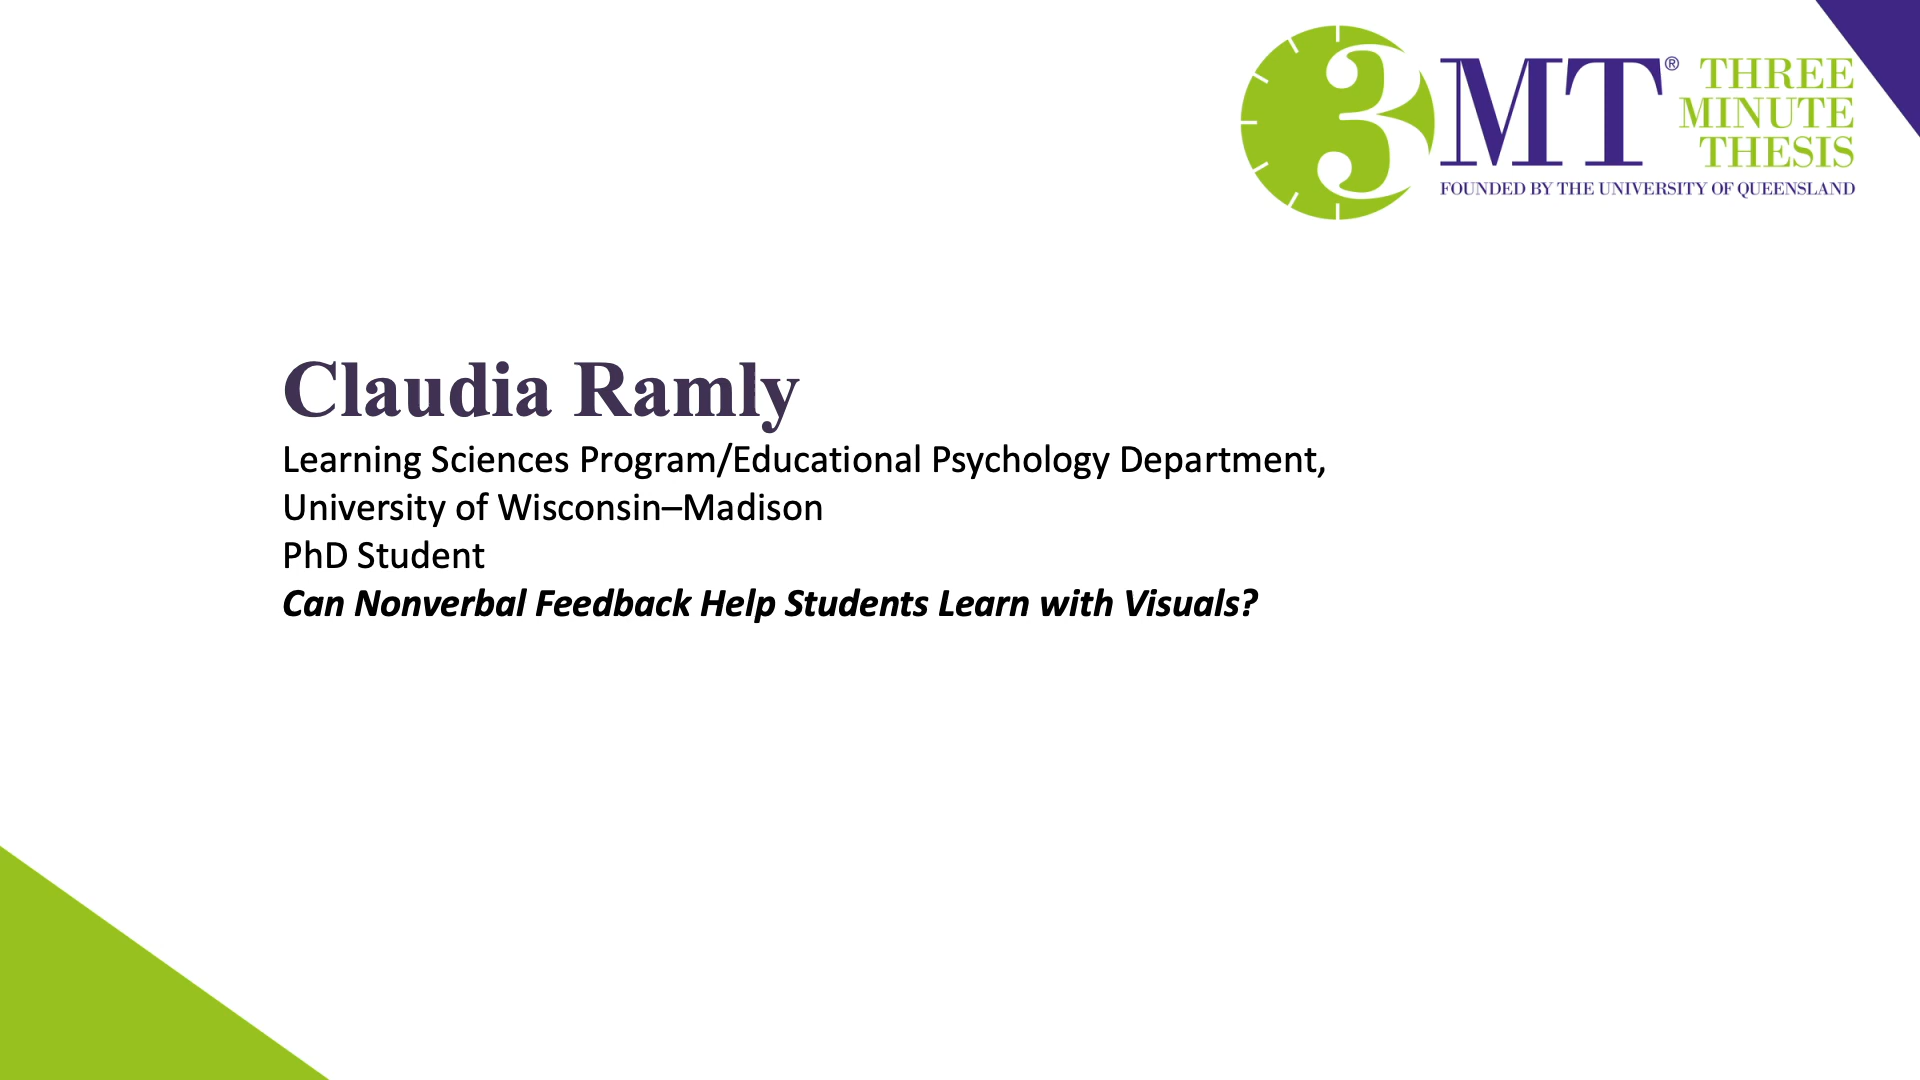 3MT® THREE
MINUTE
THESIS
FOUNDED BY THE UNIVERSITY OF QUEENSLAND
Claudia Ramly
Learning Sciences Program/Educational Psychology Department,
University of Wisconsin–Madison
PhD Student
Can Nonverbal Feedback Help Students Learn with Visuals?